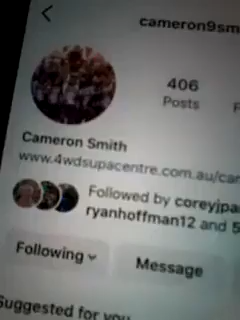 cameron9sm
406
Posts
Cameron Smith
www.4wdsupacentre.com.au/car
Followed by coreyjpa
ryanhoffman12 and 5
Following
Message
Suggested for you